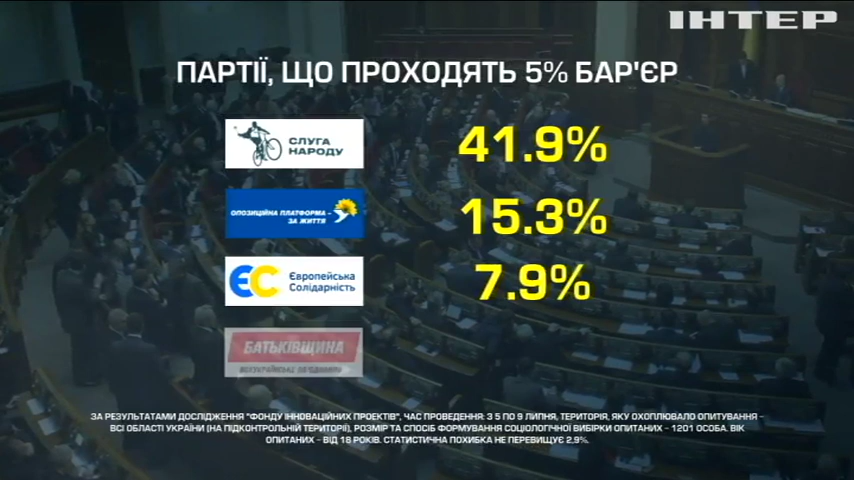 ІНТЕР
ПАРТІЇ, ЩО ПРОХОДЯТЬ 5% БАР'ЄР
СЛУГА
НАРОДУ
41.9%
ОПОЗИЦІЙНА ПЛАТФОРМА –
ЗА ЖИТТЯ
15.3%
ЄС
Європейська
Солідарність
7.9%
БАТЬКІВЩИНА
ВСЕУКРАЇНСЬКЕ ОБ'ЄДНАННЯ
ЗА РЕЗУЛЬТАТАМИ ДОСЛІДЖЕННЯ "ФОНДУ ІННОВАЦІЙНИХ ПРОЕКТІВ", ЧАС ПРОВЕДЕННЯ: З 5 ПО 9 ЛИПНЯ, ТЕРИТОРІЯ, ЯКУ ОХОПЛЮВАЛО ОПИТУВАННЯ –
ВСІ ОБЛАСТІ УКРАЇНИ (НА ПІДКОНТРОЛЬНІЙ ТЕРИТОРІЇ), РОЗМІР ТА СПОСІБ ФОРМУВАННЯ СОЦІОЛОГІЧНОЇ ВИБІРКИ ОПИТАНИХ – 1201 ОСОБА. ВІК
ОПИТАНИХ – ВІД 18 РОКІВ. СТАТИСТИЧНА ПОХИБКА НЕ ПЕРЕВИЩУЄ 2,9%.